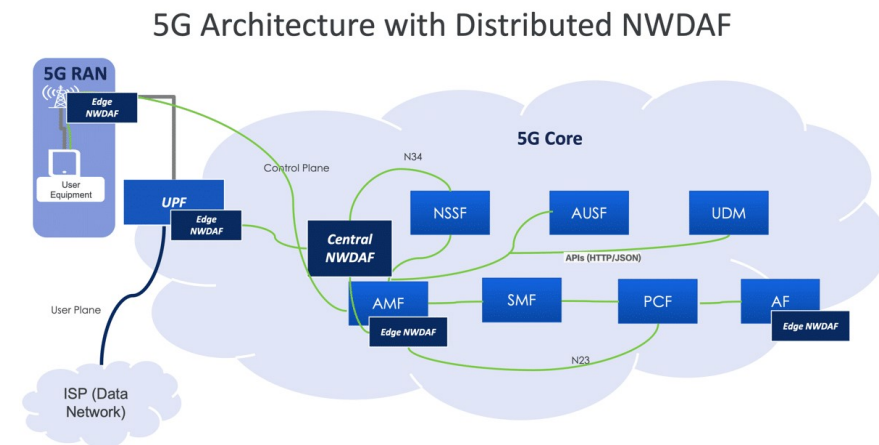 5G Architecture with Distributed NWDAF
5G RAN
Edge
NWDAF
User
Equipment
UPF
Edge
NWDAF
User Plane
ISP (Data
Network)
Control Plane
5G Core
N34
Central
NWDAF
NSSF
AUSF
UDM
APIs (HTTP/JSON)
AMF
Edge NWDAF
SMF
PCF
AF
Edge NWDAF
N23